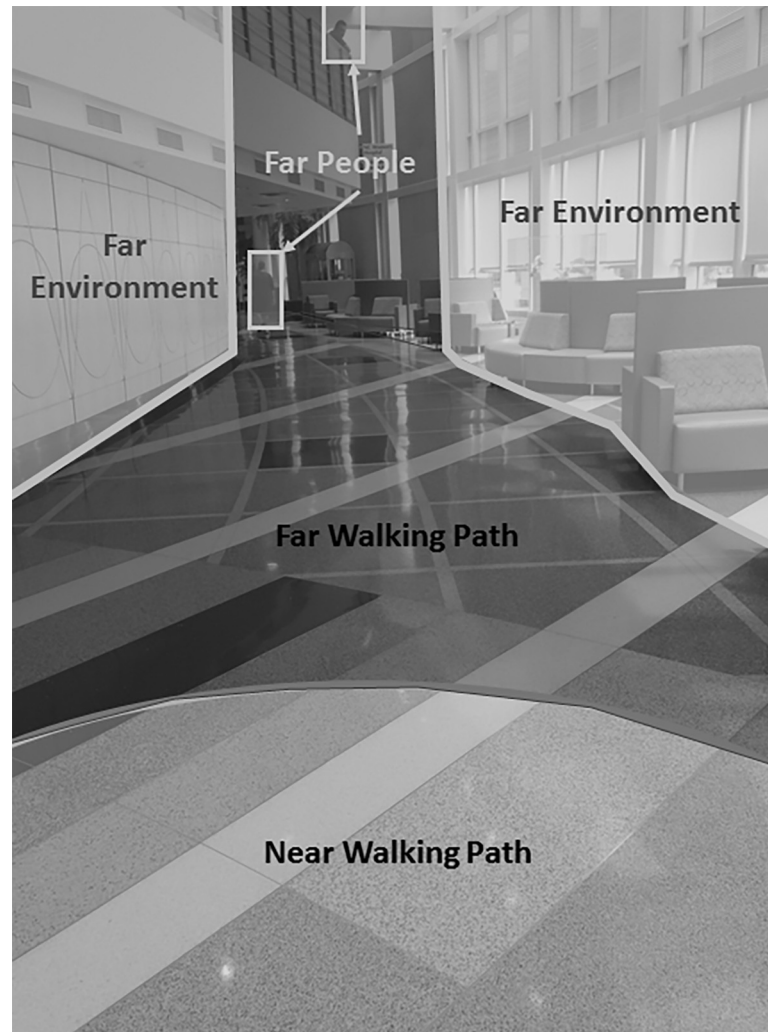 Far People
Far
Environment
Far Environment
Far Walking Path
Near Walking Path